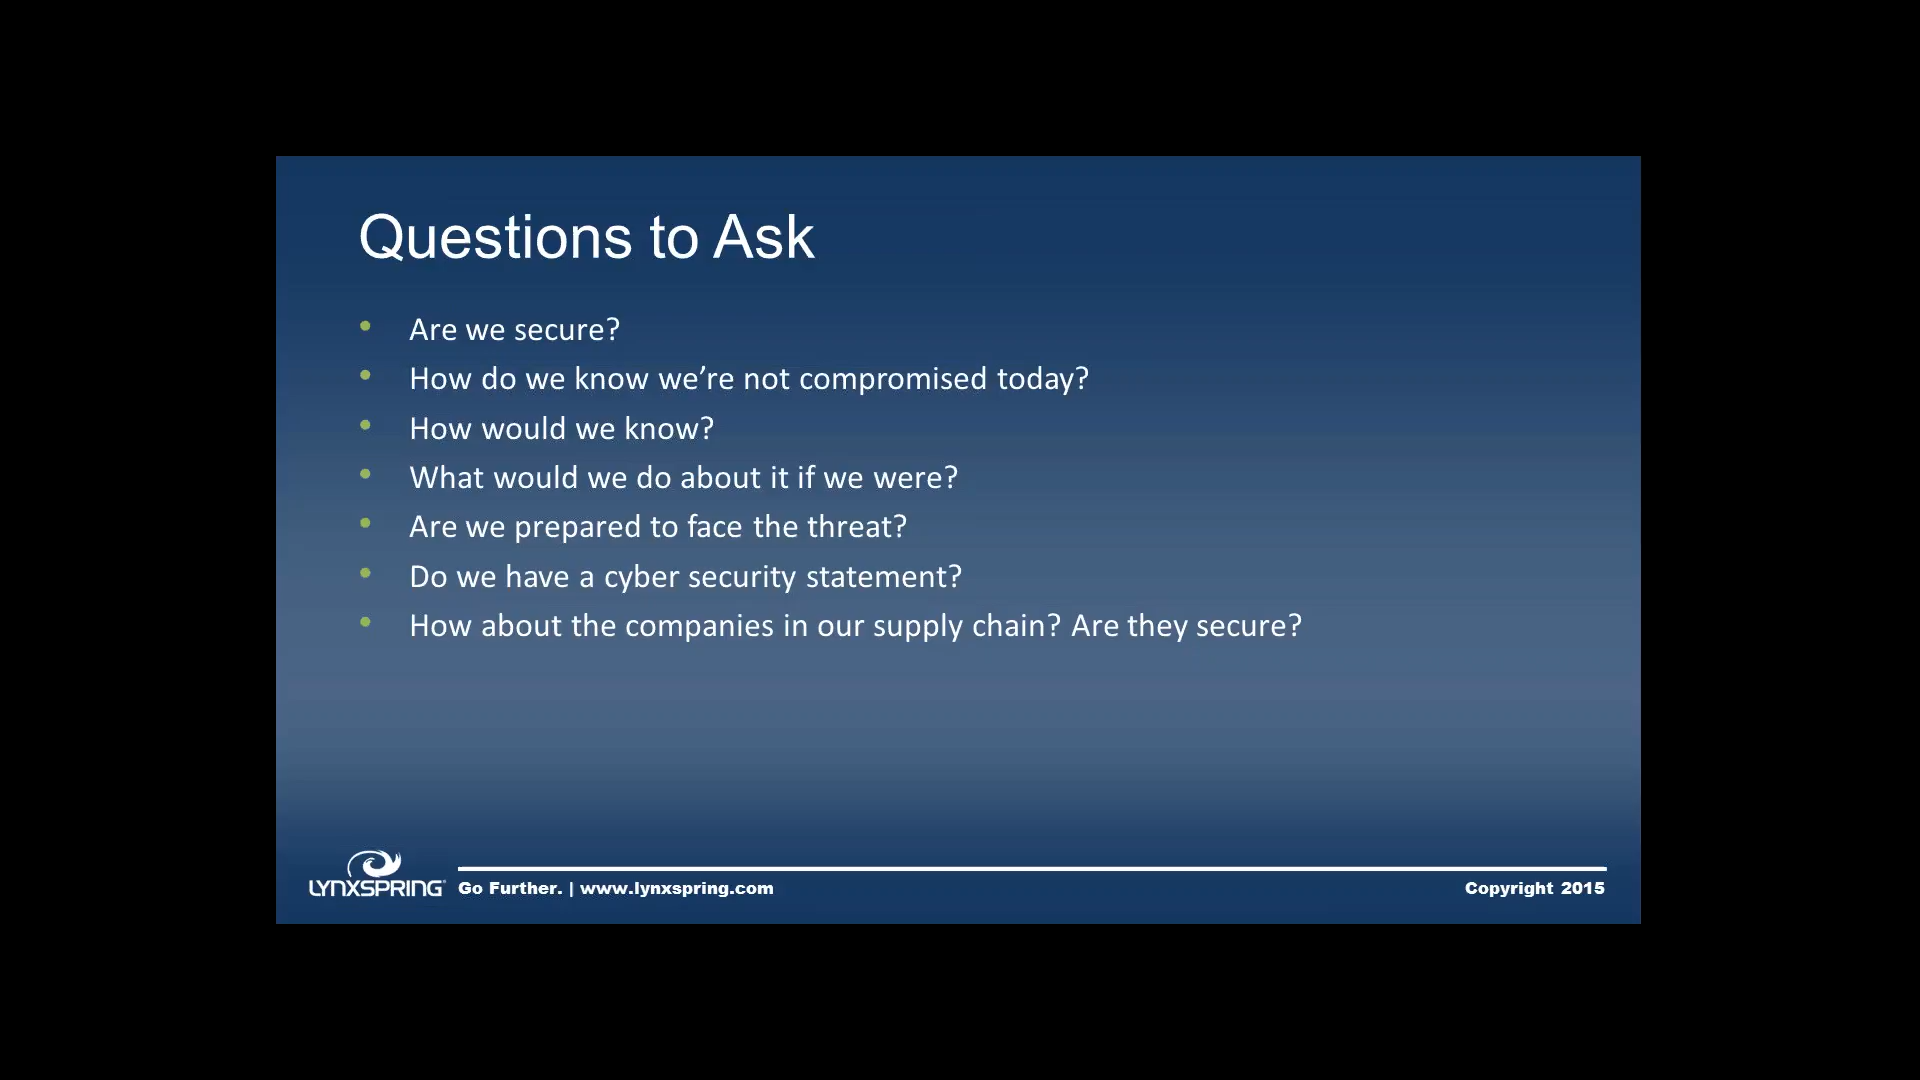 Questions to Ask
• Are we secure?
• How do we know we’re not compromised today?
• How would we know?
• What would we do about it if we were?
• Are we prepared to face the threat?
• Do we have a cyber security statement?
• How about the companies in our supply chain? Are they secure?
LYNXSPRING Go Further. | www.lynxspring.com Copyright 2015